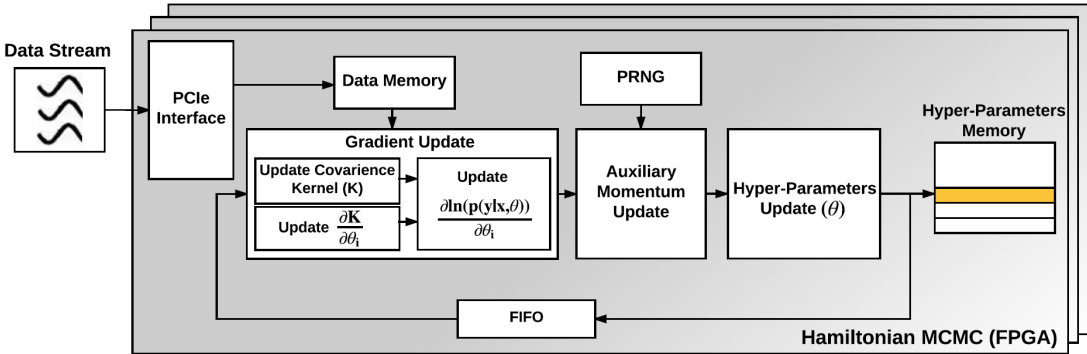 Data Stream
PCIe
Interface
Data Memory
PRNG
Hyper-Parameters
Memory
Gradient Update
Update Covarience
Kernel (K)
Update ∂K/∂θi
Update
∂ln(p(y|x,θ))
∂θi
Auxiliary
Momentum
Update
Hyper-Parameters
Update (θ)
FIFO
Hamiltonian MCMC (FPGA)